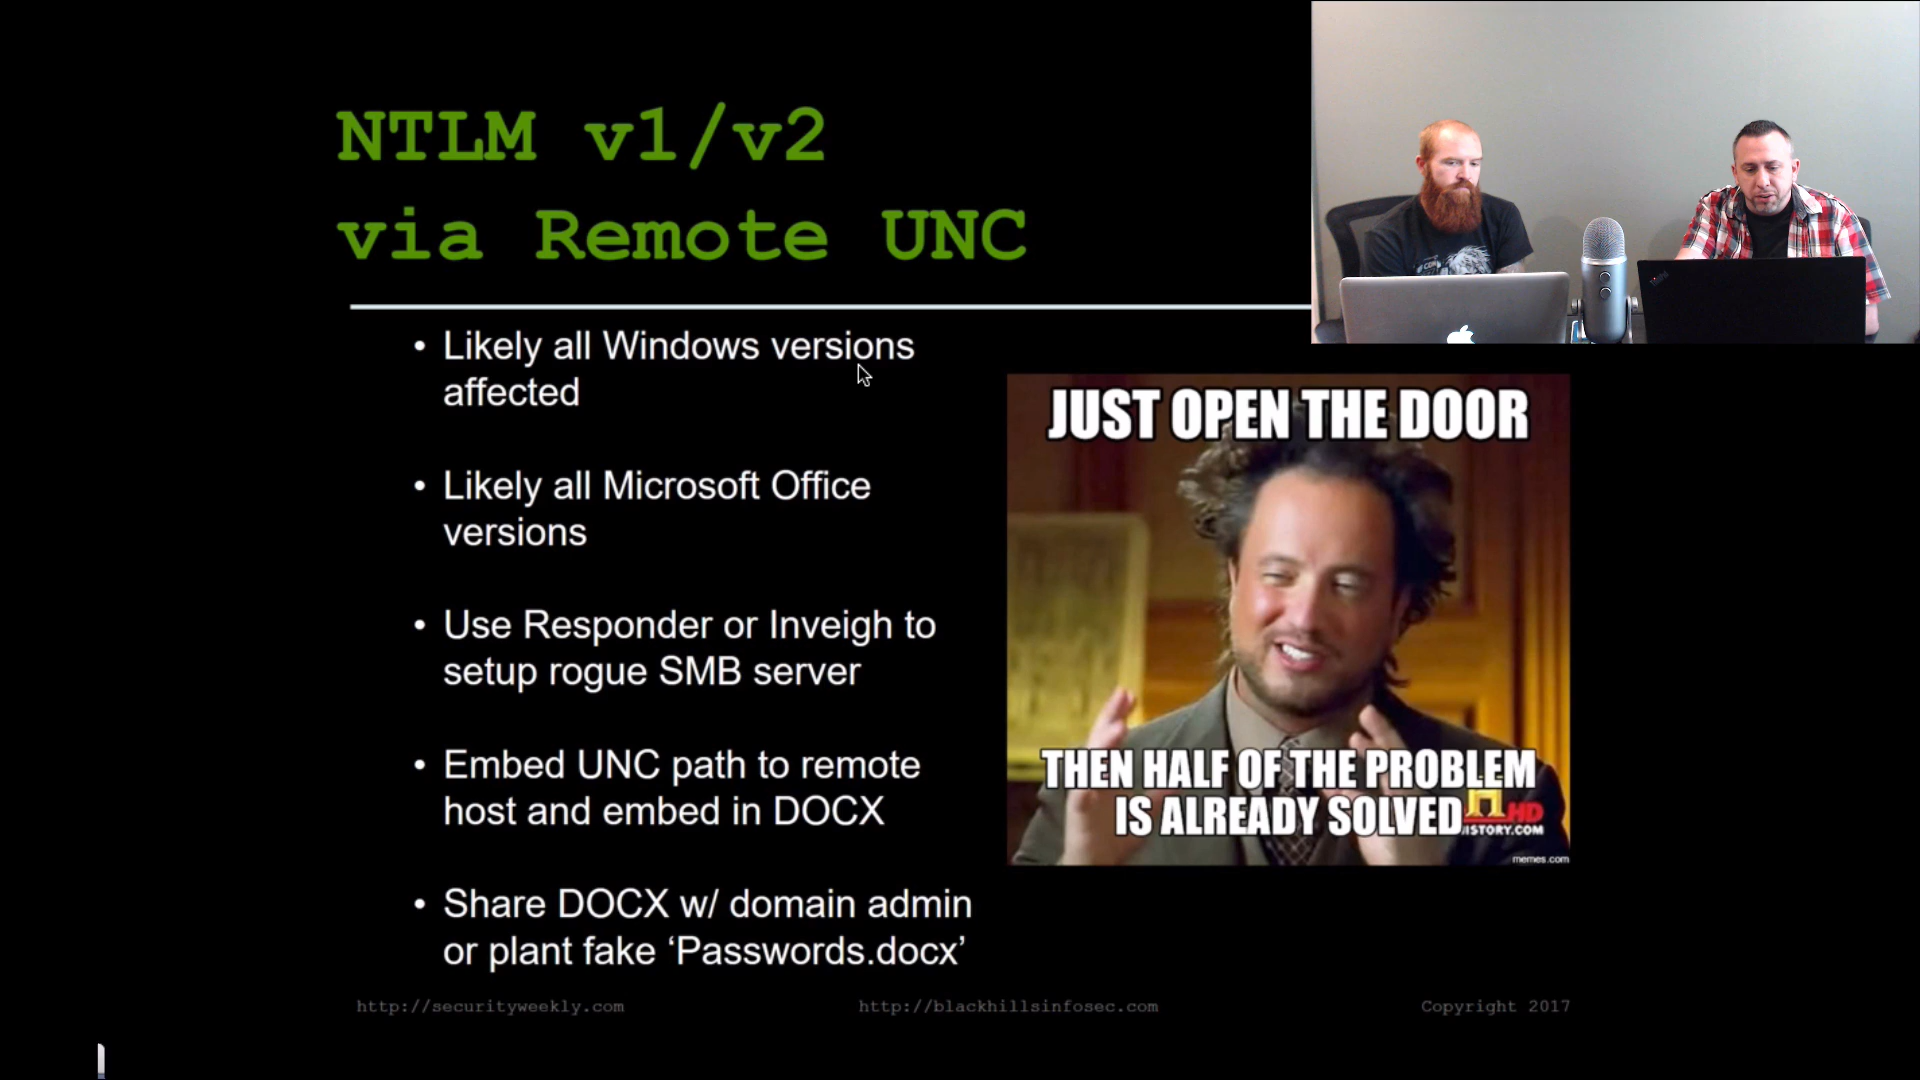 NTLM v1/v2
via Remote UNC
• Likely all Windows versions
affected
• Likely all Microsoft Office
versions
• Use Responder or Inveigh to
setup rogue SMB server
• Embed UNC path to remote
host and embed in DOCX
• Share DOCX w/ domain admin
or plant fake ‘Passwords.docx’
JUST OPEN THE DOOR
THEN HALF OF THE PROBLEM
IS ALREADY SOLVED
H HD
ISTORY.COM
memes.com
http://securityweekly.com
http://blackhillsinfosec.com
Copyright 2017